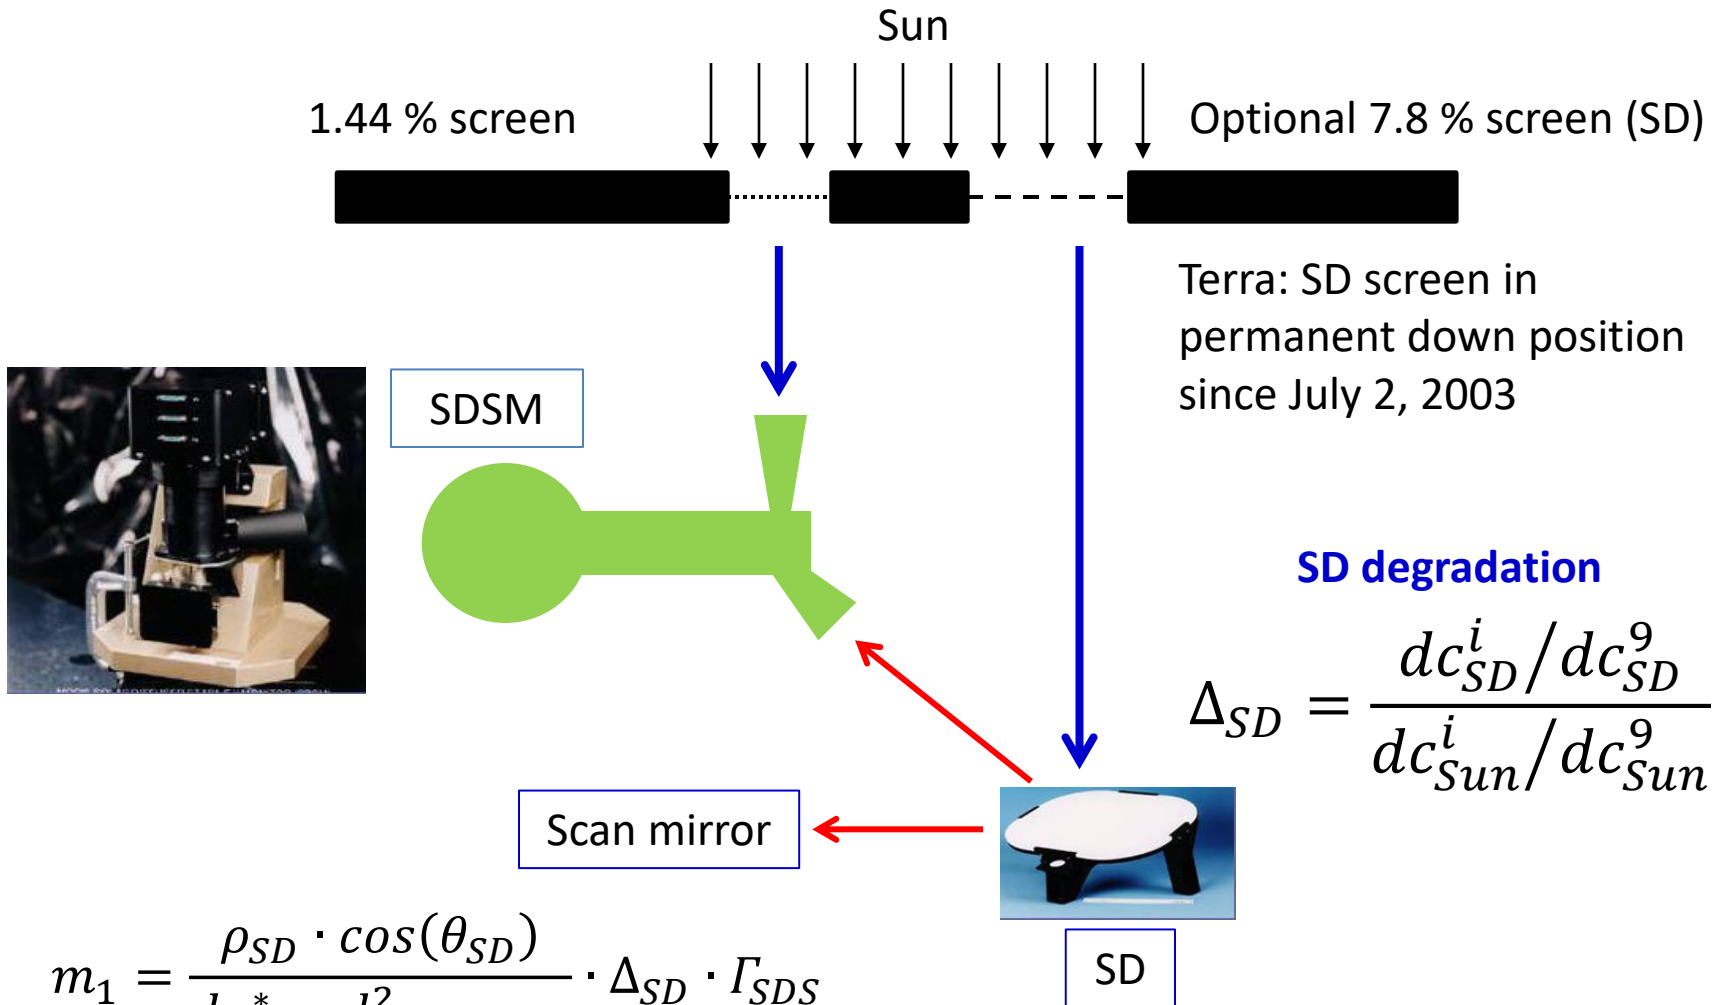 Sun
1.44 % screen
Optional 7.8 % screen (SD)
Terra: SD screen in
permanent down position
since July 2, 2003
SDSM
SD degradation
Δ_SD = (dc^i_SD / dc^9_SD) / (dc^i_Sun / dc^9_Sun)
Scan mirror
m_1 = ρ_SD · cos(θ_SD) · Δ_SD · Γ_SDS
SD